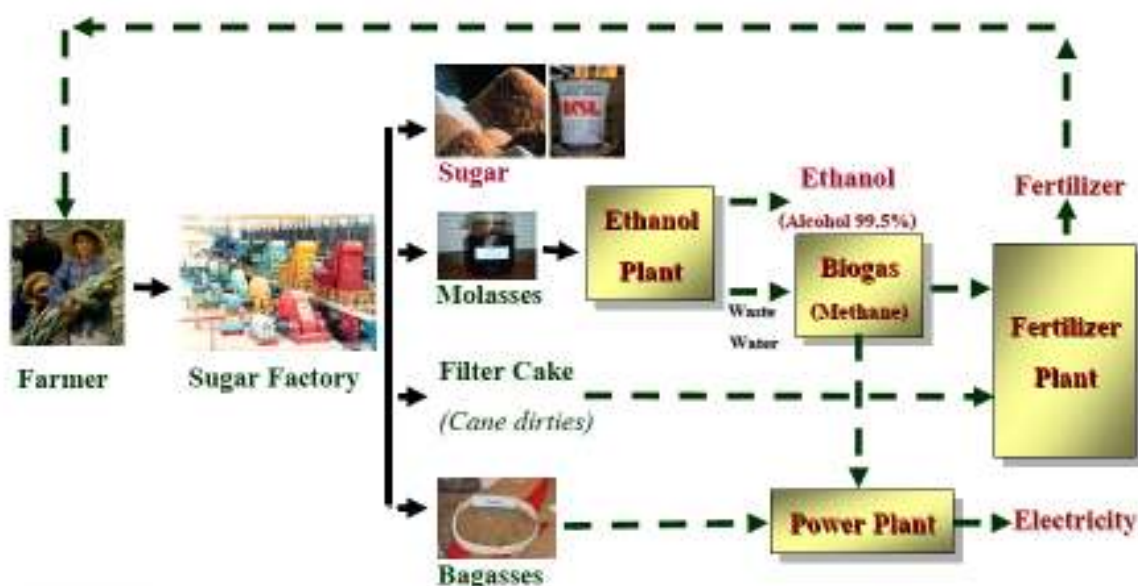 Sugar
Ethanol
(Alcohol 99.5%)
Fertilizer
Ethanol
Plant
Molasses
Waste
Water
Biogas
(Methane)
Fertilizer
Plant
Farmer
Sugar Factory
Filter Cake
(Cane dirties)
Bagasses
Power Plant
Electricity